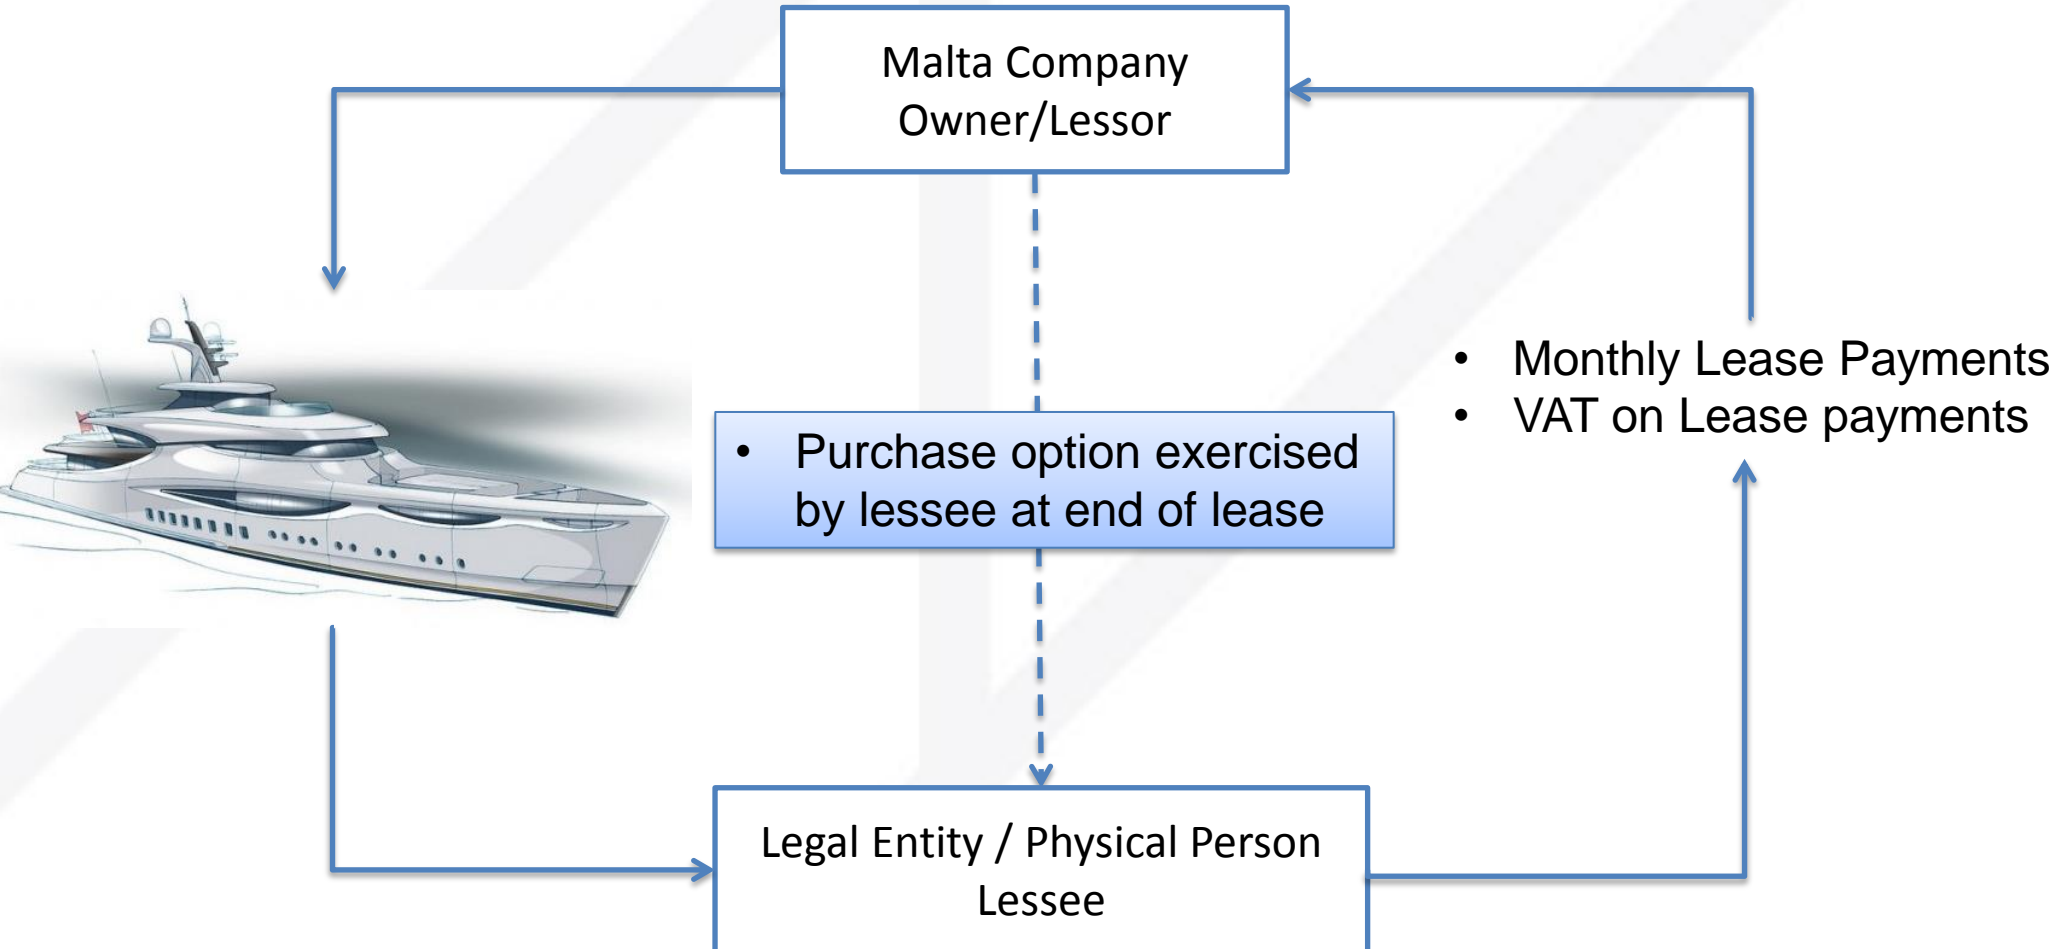 Malta Company
Owner/Lessor
• Monthly Lease Payments
• VAT on Lease payments
• Purchase option exercised
by lessee at end of lease
Legal Entity / Physical Person
Lessee